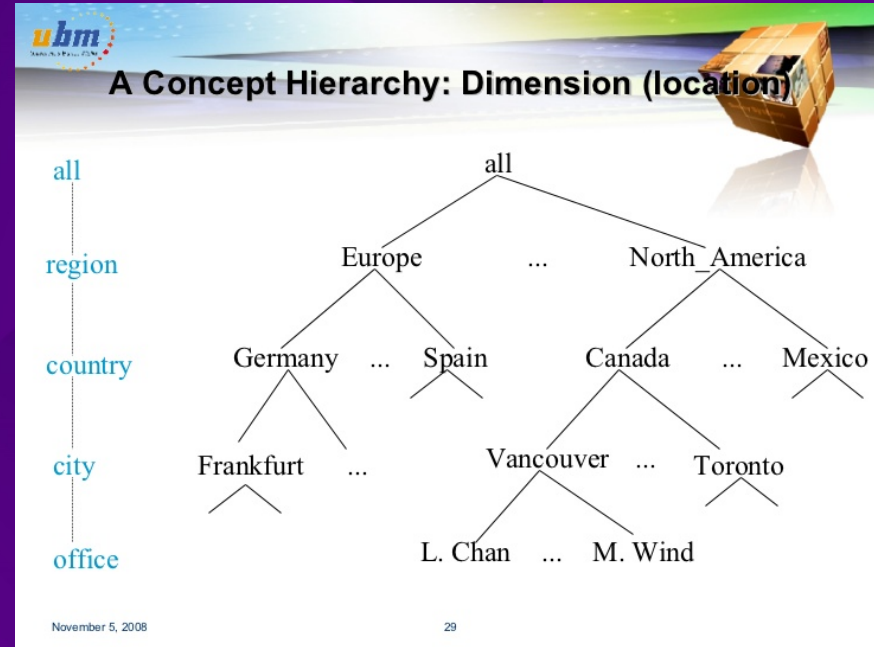 ubm
A Concept Hierarchy: Dimension (location)
all all
region Europe ... North_America
country Germany ... Spain Canada ... Mexico
city Frankfurt ... Vancouver ... Toronto
office L. Chan ... M. Wind
November 5, 2008 29